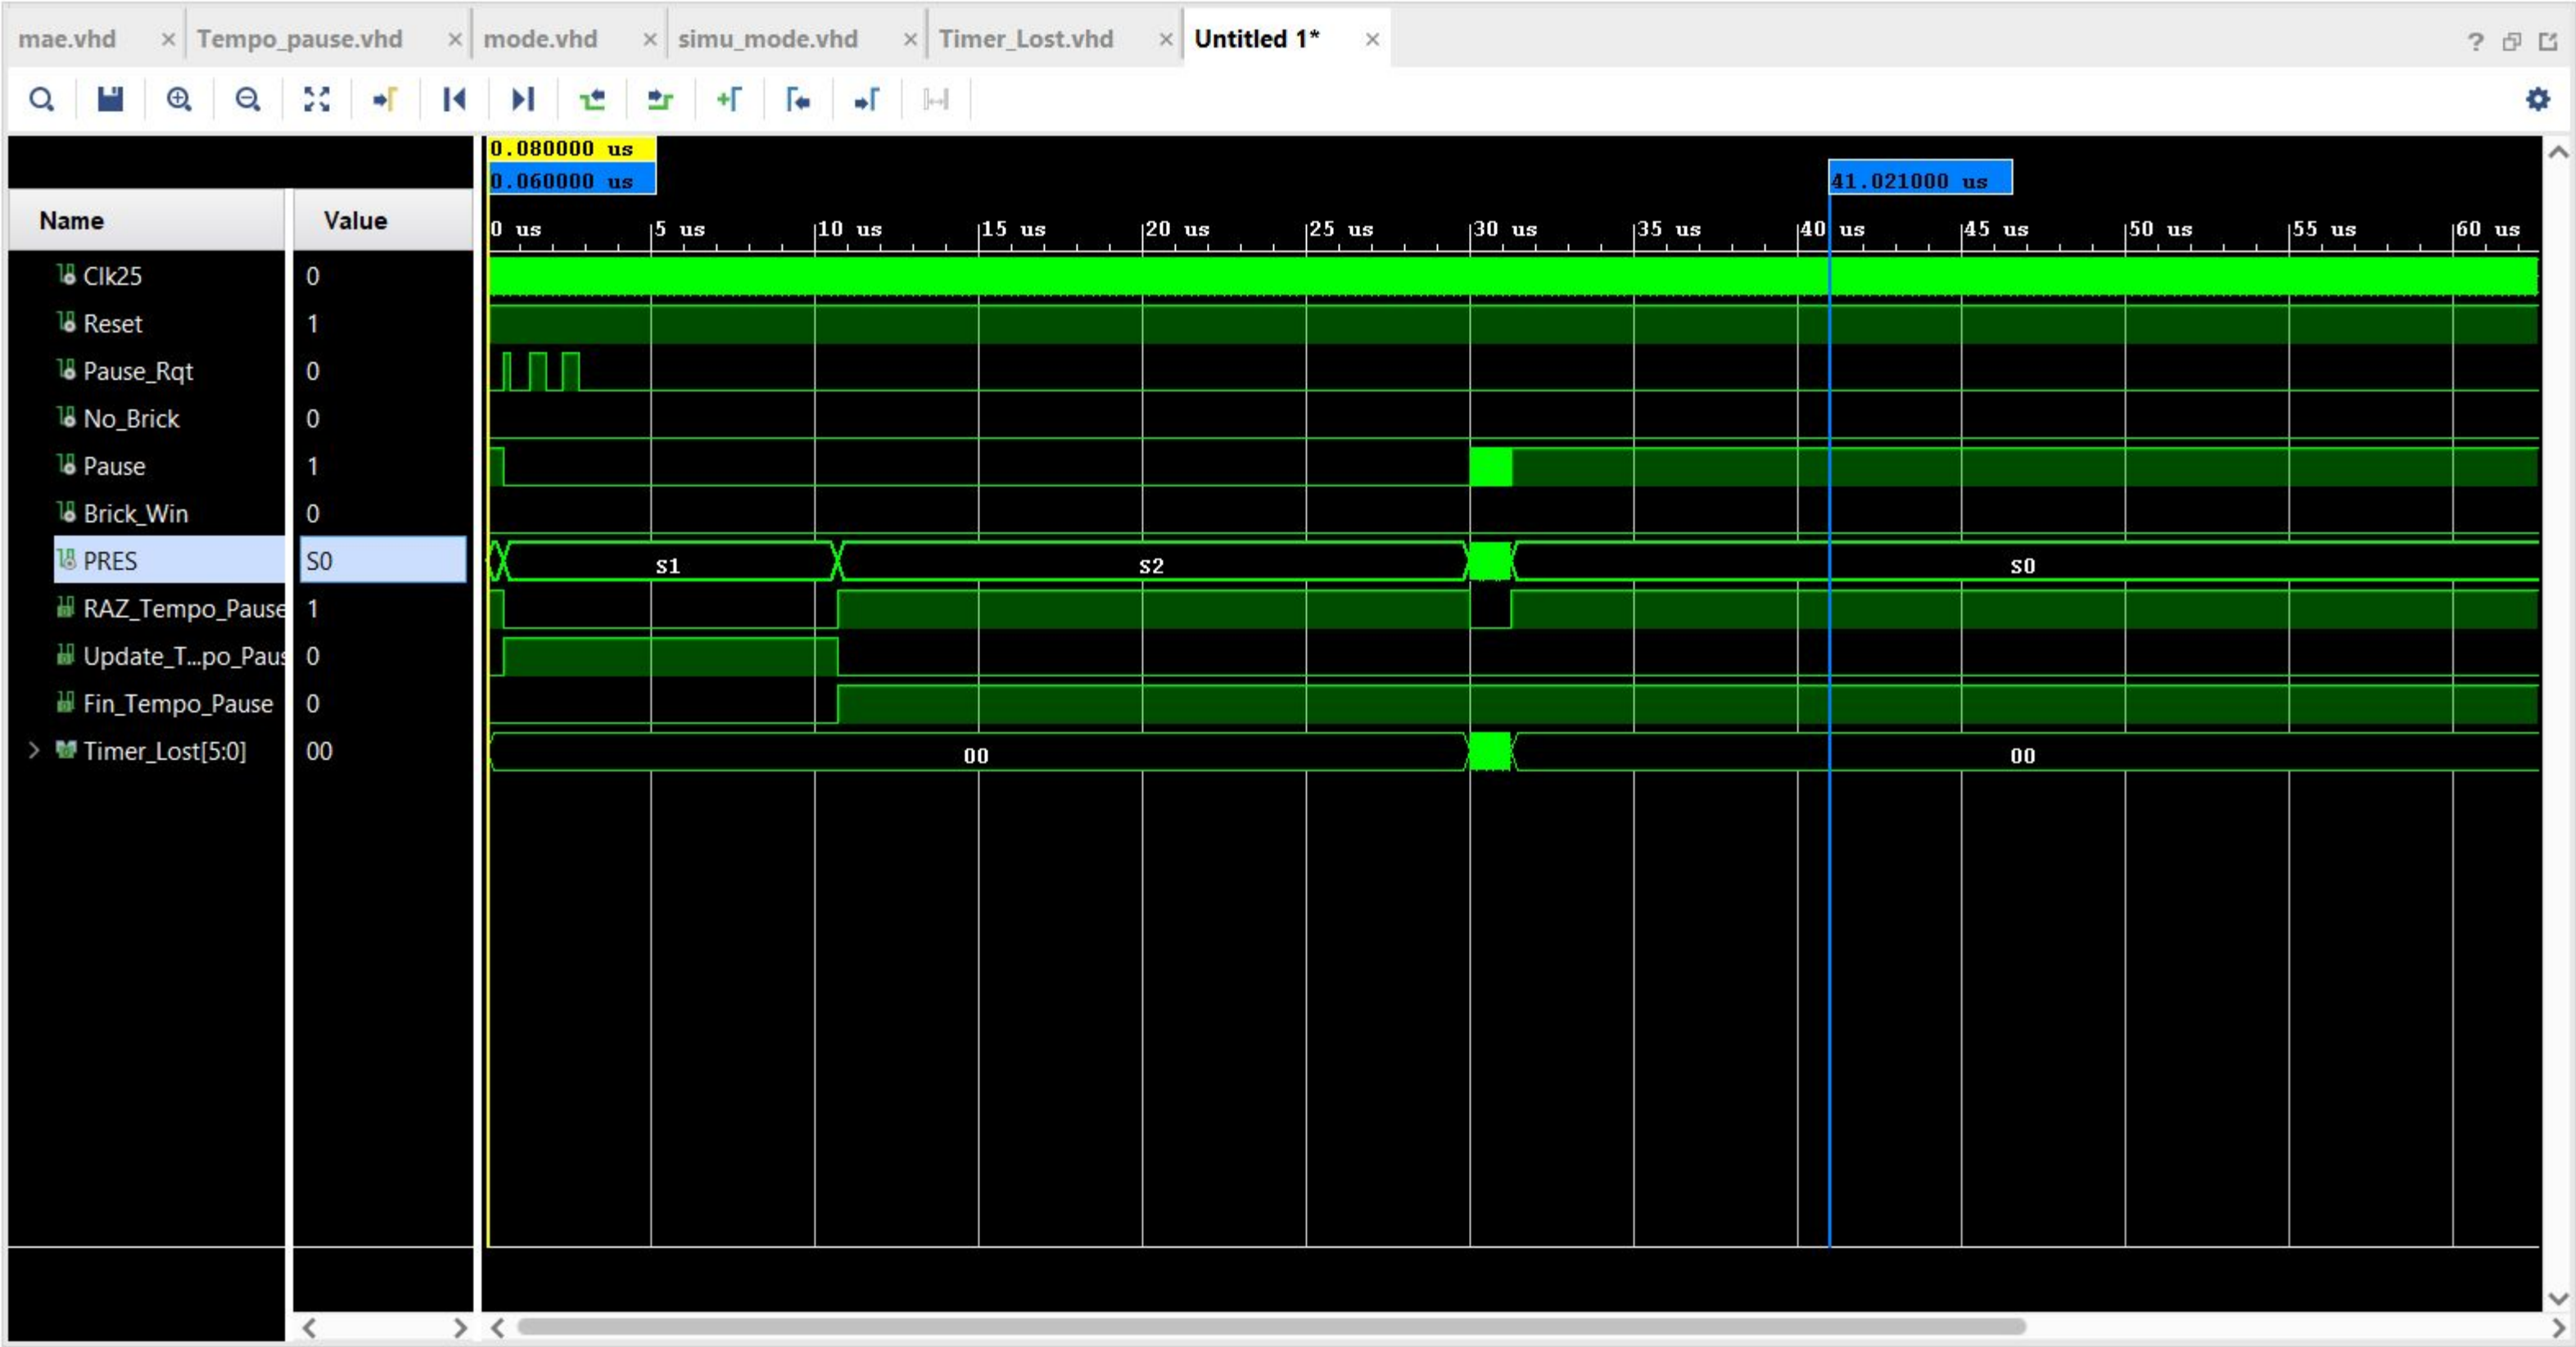 mae.vhd × Tempo_pause.vhd × mode.vhd × simu_mode.vhd × Timer_Lost.vhd × Untitled 1* × ?
0.080000 us
0.060000 us 41.021000 us
Name Value 0 us 5 us 10 us 15 us 20 us 25 us 30 us 35 us 40 us 45 us 50 us 55 us 60 us
Clk25 0
Reset 1
Pause_Rqt 0
No_Brick 0
Pause 1
Brick_Win 0
PRES S0 S1 S2 S0
RAZ_Tempo_Pause 1
Update_T...po_Paus 0
Fin_Tempo_Pause 0
Timer_Lost[5:0] 00 00 00